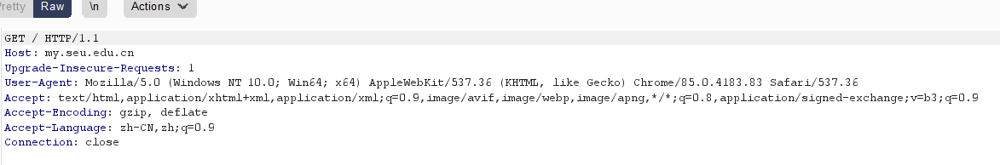 Pretty Raw \n Actions
GET / HTTP/1.1
Host: my.seu.edu.cn
Upgrade-Insecure-Requests: 1
User-Agent: Mozilla/5.0 (Windows NT 10.0; Win64; x64) AppleWebKit/537.36 (KHTML, like Gecko) Chrome/85.0.4183.83 Safari/537.36
Accept: text/html,application/xhtml+xml,application/xml;q=0.9,image/avif,image/webp,image/apng,*/*;q=0.8,application/signed-exchange;v=b3;q=0.9
Accept-Encoding: gzip, deflate
Accept-Language: zh-CN,zh;q=0.9
Connection: close